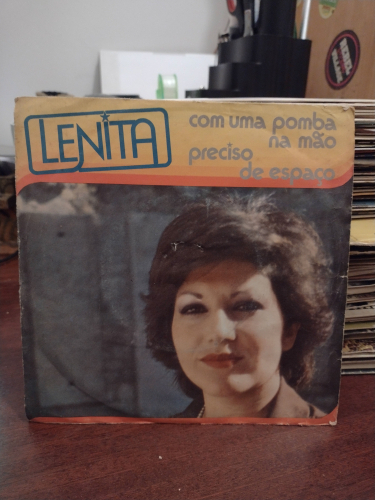 LENITA
com uma pomba
na mão
preciso
de espaço